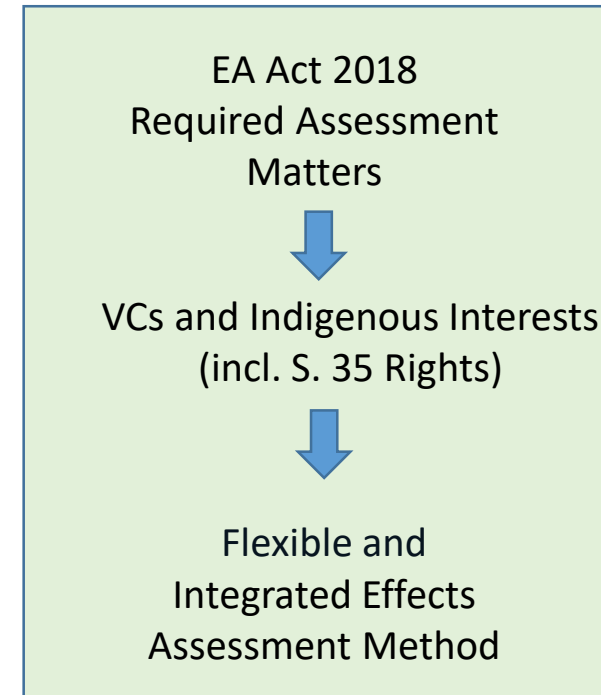 EA Act 2018
Required Assessment
Matters
VCs and Indigenous Interests
(incl. S. 35 Rights)
Flexible and
Integrated Effects
Assessment Method